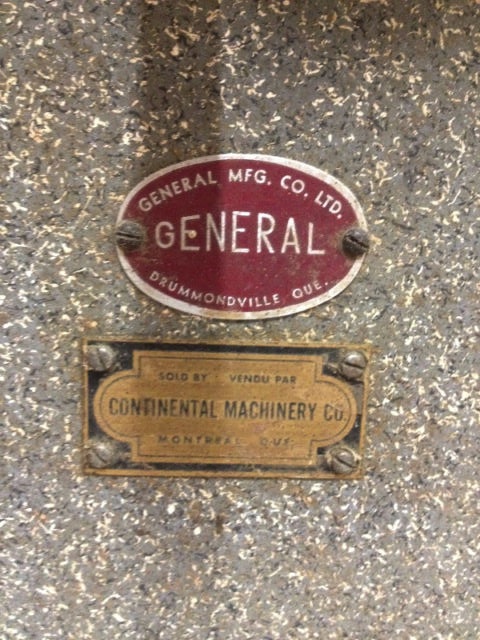 GENERAL MFG. CO. LTD.
GENERAL
DRUMMONDVILLE QUE.
SOLD BY VENDU PAR
CONTINENTAL MACHINERY CO.
MONTREAL QUE